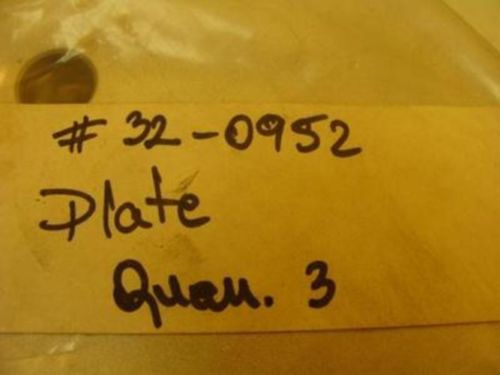 # 32-0952
Plate
Quan. 3